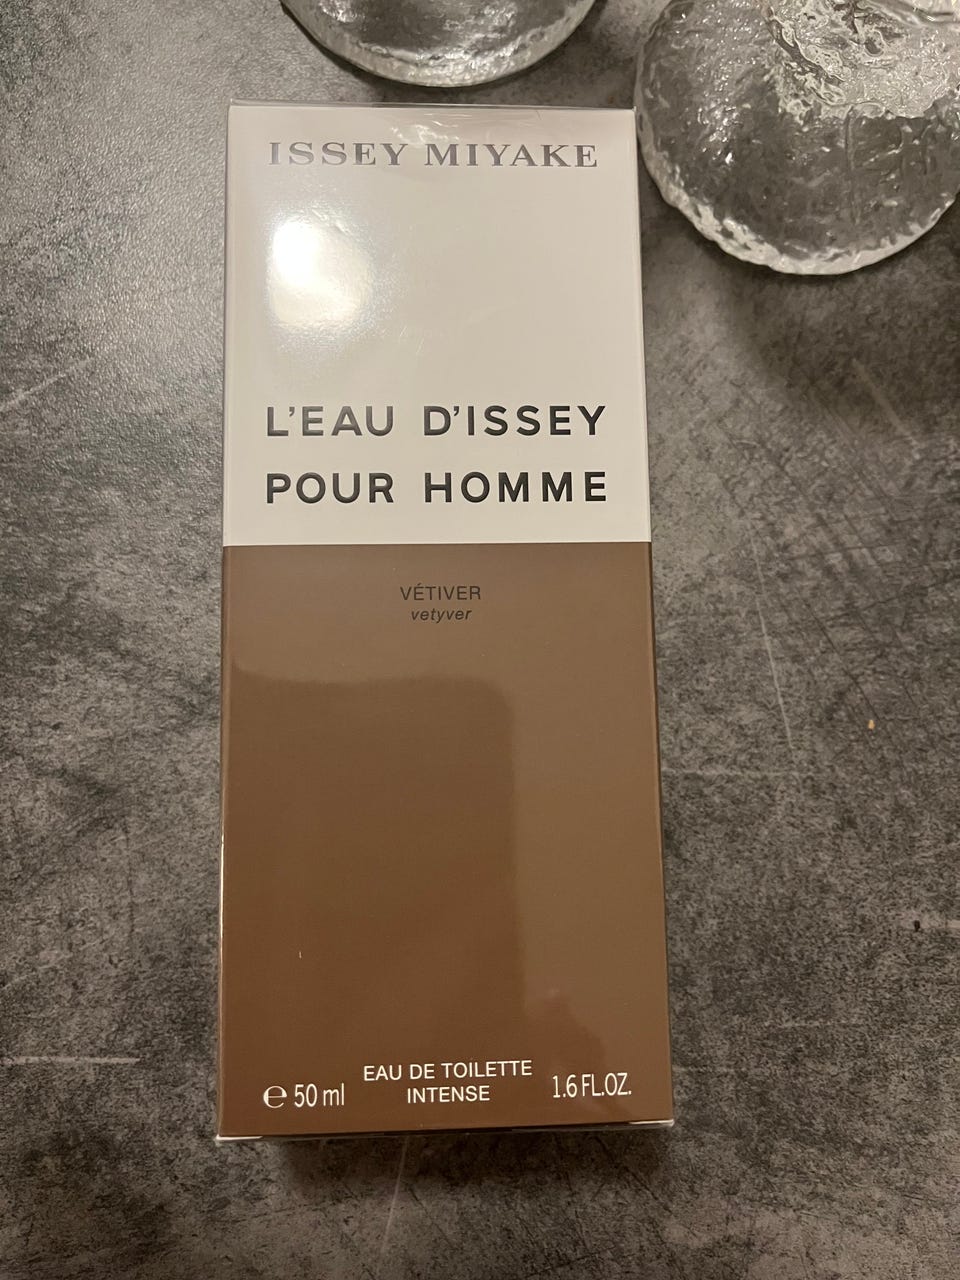 ISSEY MIYAKE
L'EAU D'ISSEY
POUR HOMME
VÉTIVER
vetyver
EAU DE TOILETTE
INTENSE
℮ 50 ml
1.6 FL.OZ.